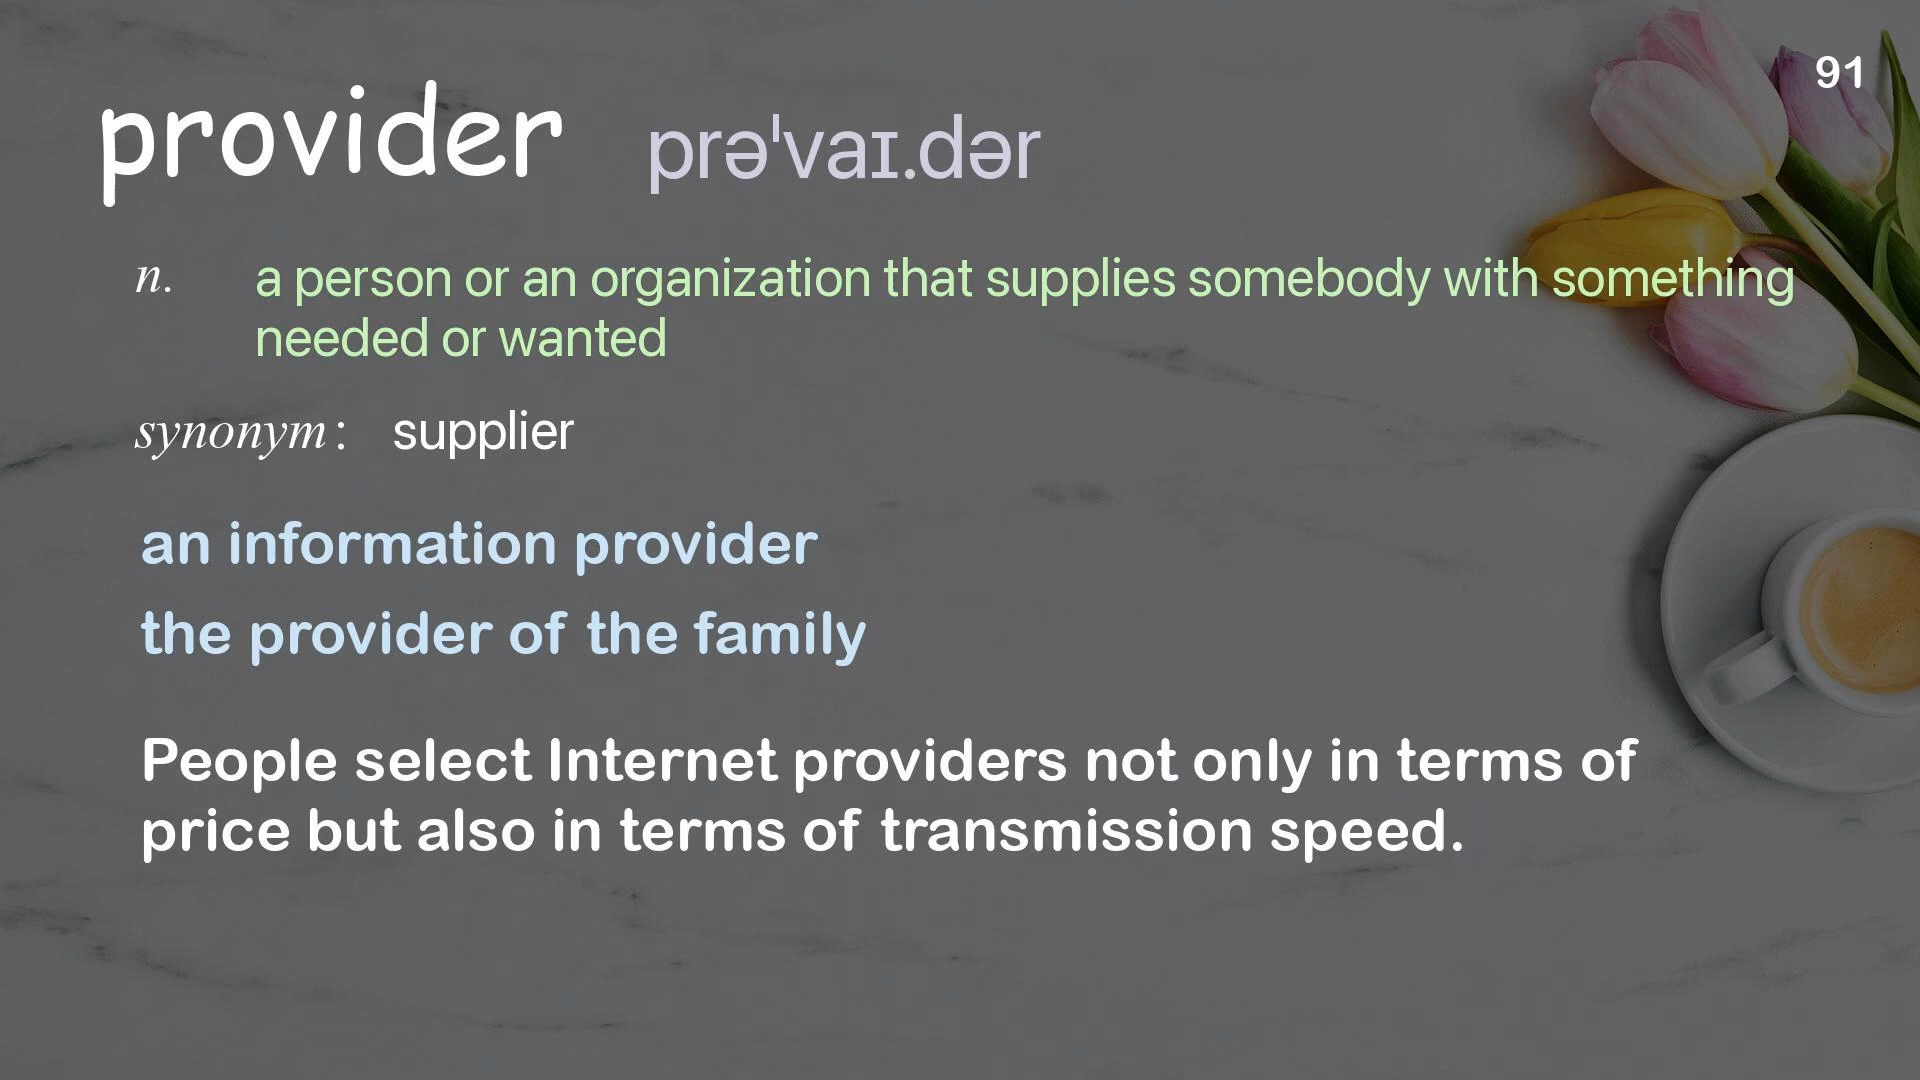 91
provider prəˈvaɪ.dər
n. a person or an organization that supplies somebody with something
needed or wanted
synonym: supplier
an information provider
the provider of the family
People select Internet providers not only in terms of
price but also in terms of transmission speed.